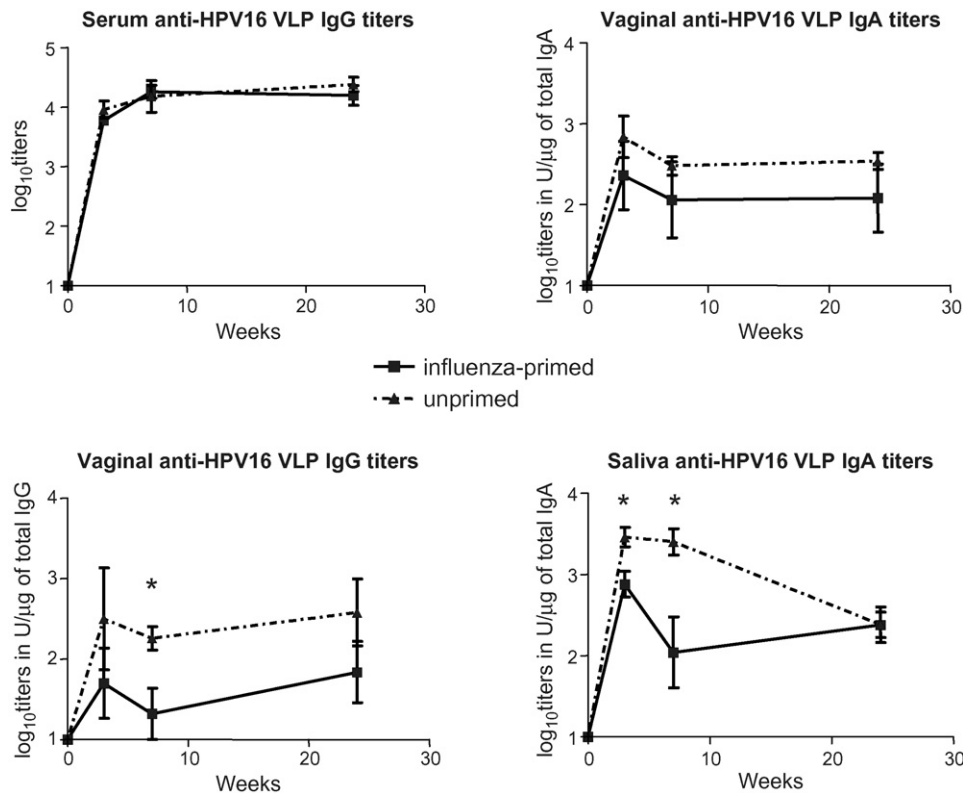 Serum anti-HPV16 VLP IgG titers
log₁₀titers
5
4
3
2
1
0
10
20
30
Weeks
Vaginal anti-HPV16 VLP IgA titers
log₁₀titers in U/µg of total IgA
4
3
2
1
0
10
20
30
Weeks
influenza-primed
unprimed
Vaginal anti-HPV16 VLP IgG titers
log₁₀titers in U/µg of total IgG
4
3
2
1
*
0
10
20
30
Weeks
Saliva anti-HPV16 VLP IgA titers
log₁₀titers in U/µg of total IgA
4
3
2
1
* *
0
10
20
30
Weeks